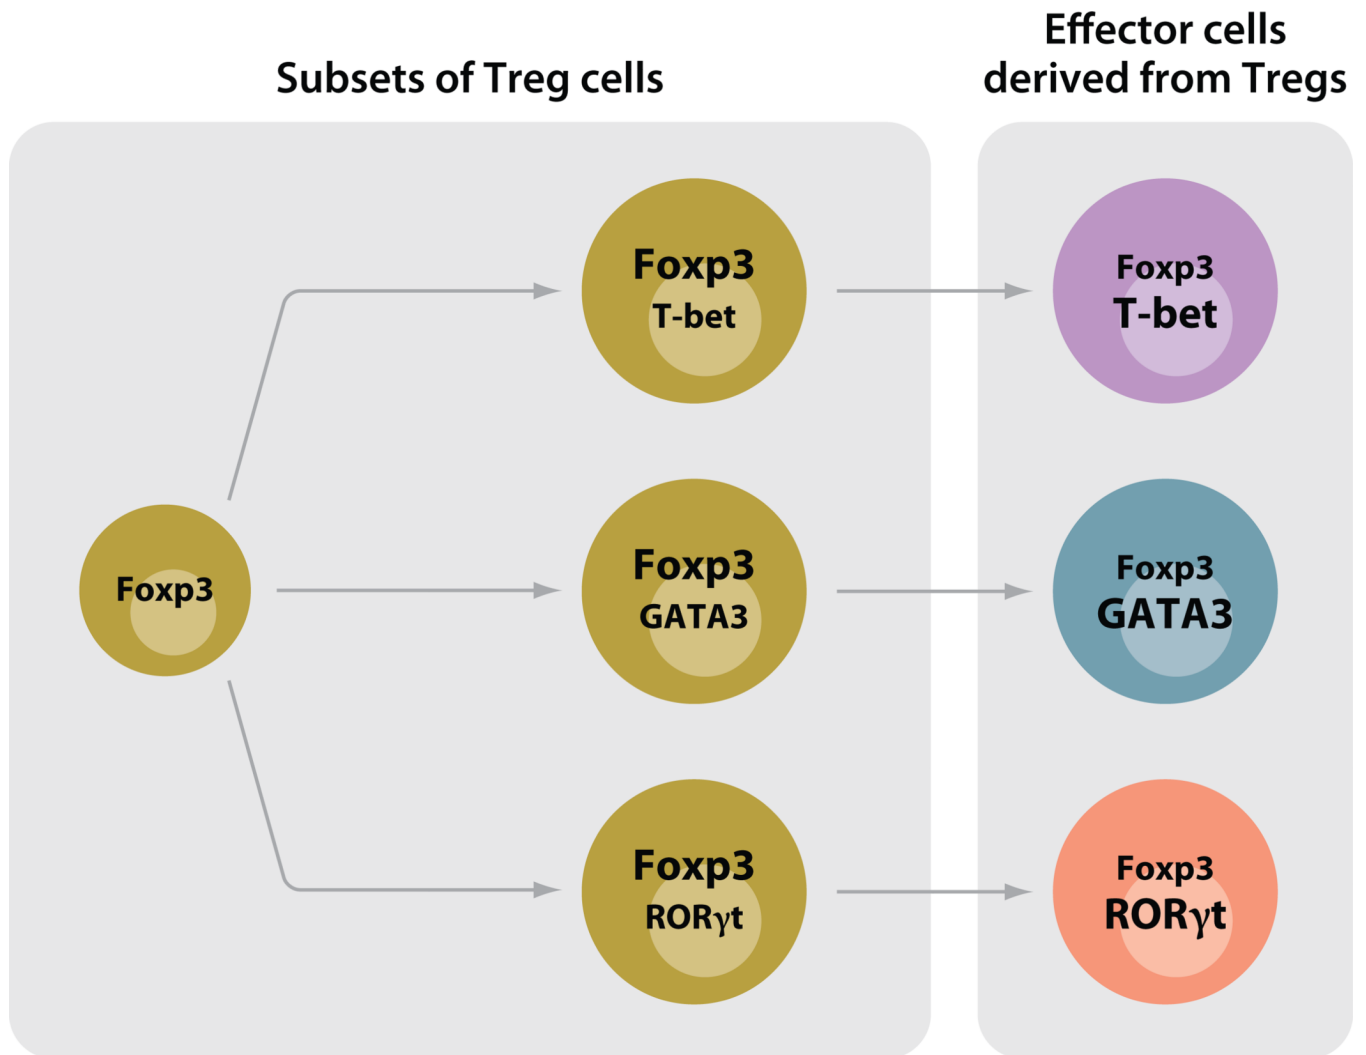 Subsets of Treg cells
Effector cells
derived from Tregs
Foxp3
Foxp3
T-bet
Foxp3
GATA3
Foxp3
RORγt
Foxp3
T-bet
Foxp3
GATA3
Foxp3
RORγt